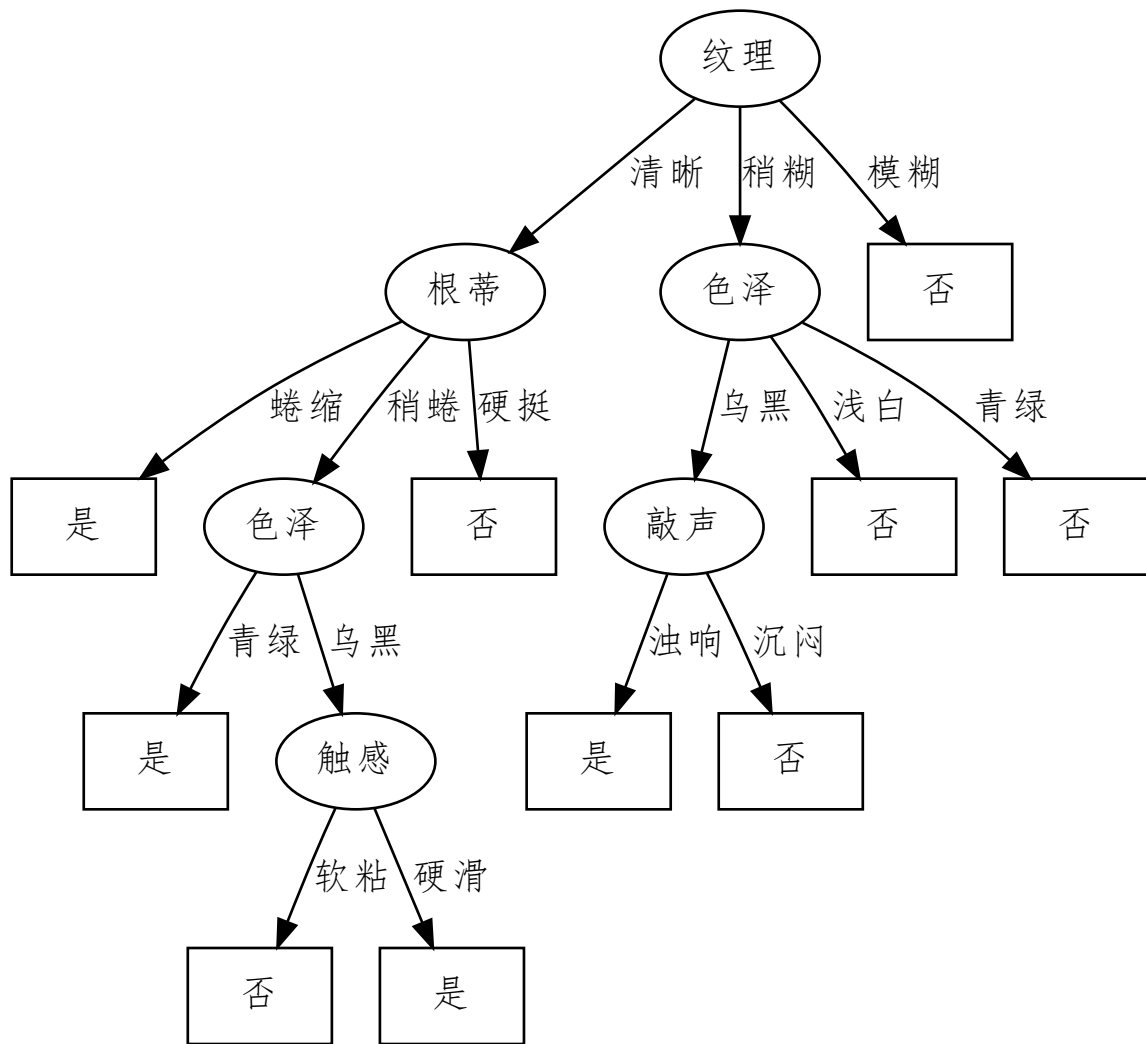 纹理
清晰 稍糊 模糊
根蒂 色泽 否
蜷缩 稍蜷 硬挺 乌黑 浅白 青绿
是 色泽 否 敲声 否 否
青绿 乌黑 浊响 沉闷
是 触感 是 否
软粘 硬滑
否 是